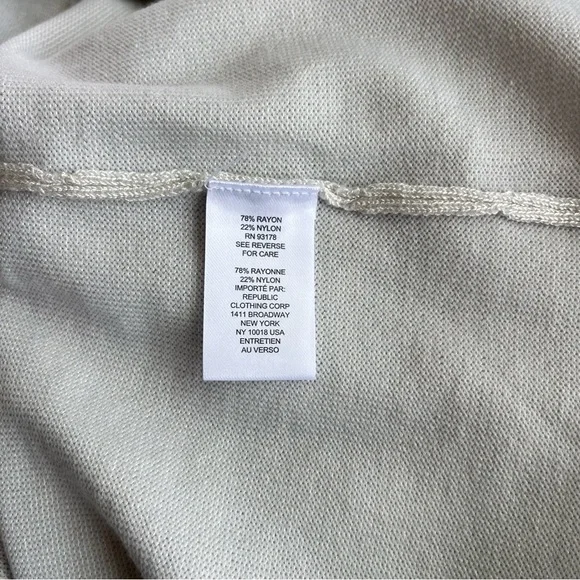 78% RAYON
22% NYLON
RN 93178
SEE REVERSE
FOR CARE
78% RAYONNE
22% NYLON
IMPORTÉ PAR:
REPUBLIC
CLOTHING CORP
1411 BROADWAY
NEW YORK
NY 10018 USA
ENTRETIEN
AU VERSO